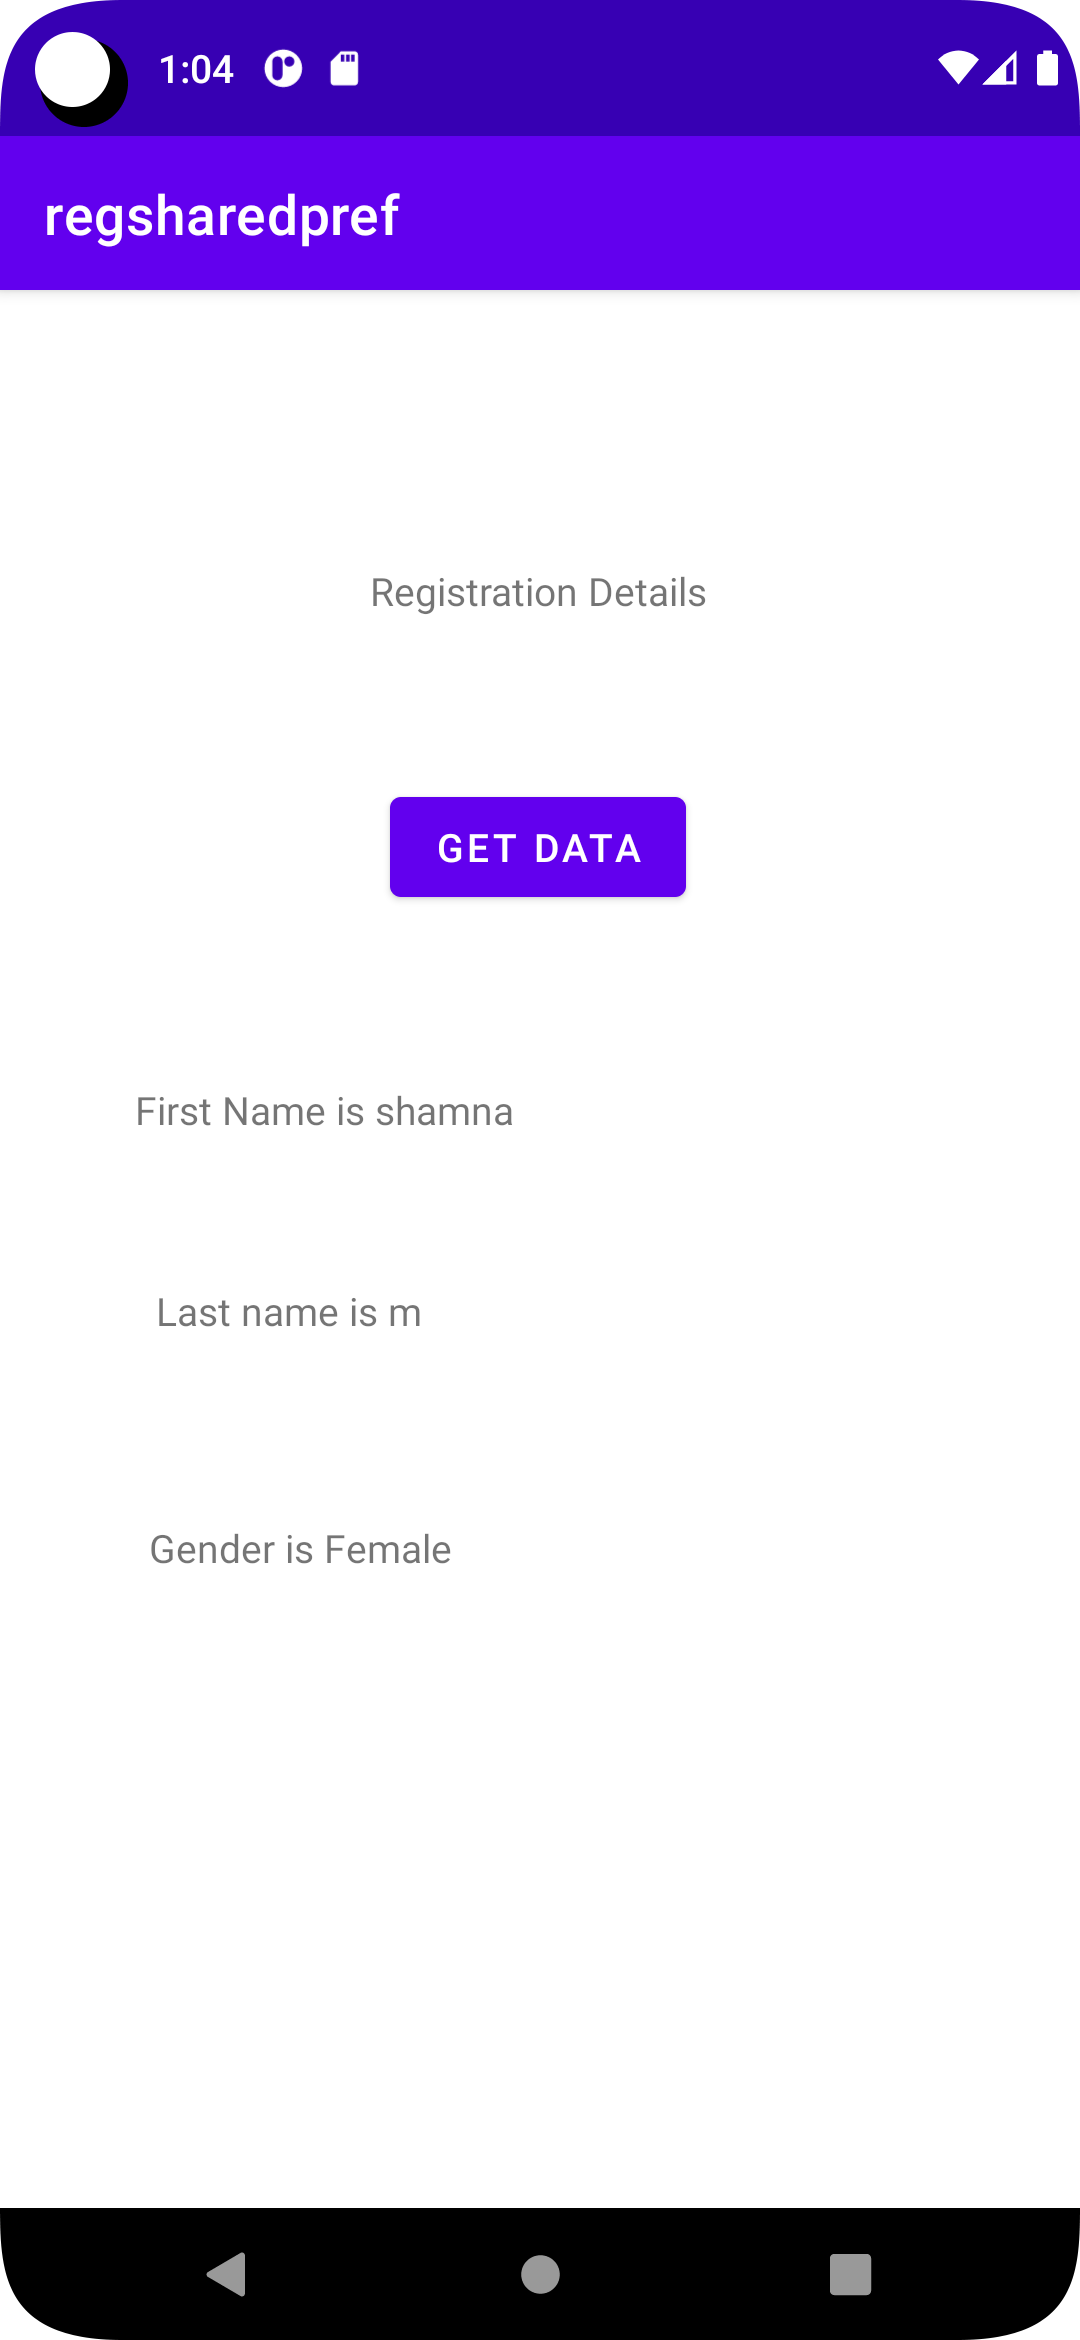 1:04
regsharedpref
Registration Details
GET DATA
First Name is shamna
Last name is m
Gender is Female